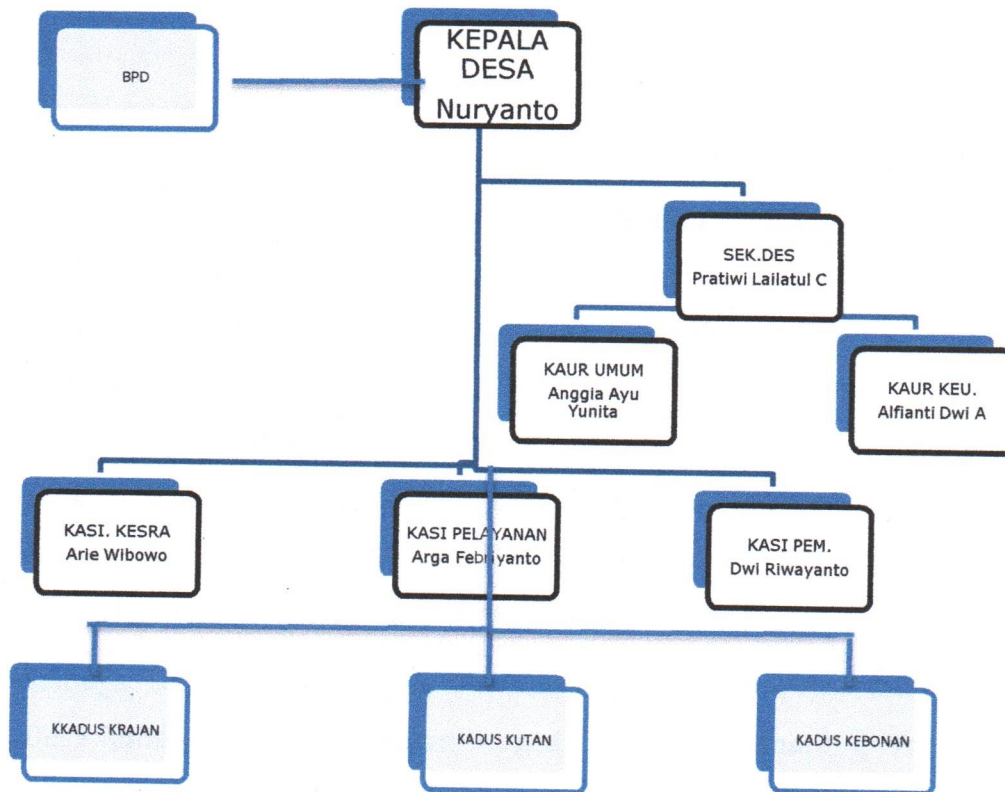 BPD
KEPALA
DESA
Nuryanto
SEK.DES
Pratiwi Lailatul C
KAUR UMUM
Anggia Ayu
Yunita
KAUR KEU.
Alfianti Dwi A
KASI. KESRA
Arie Wibowo
KASI PELAYANAN
Arga Febriyanto
KASI PEM.
Dwi Riwayanto
KKADUS KRAJAN
KADUS KUTAN
KADUS KEBONAN